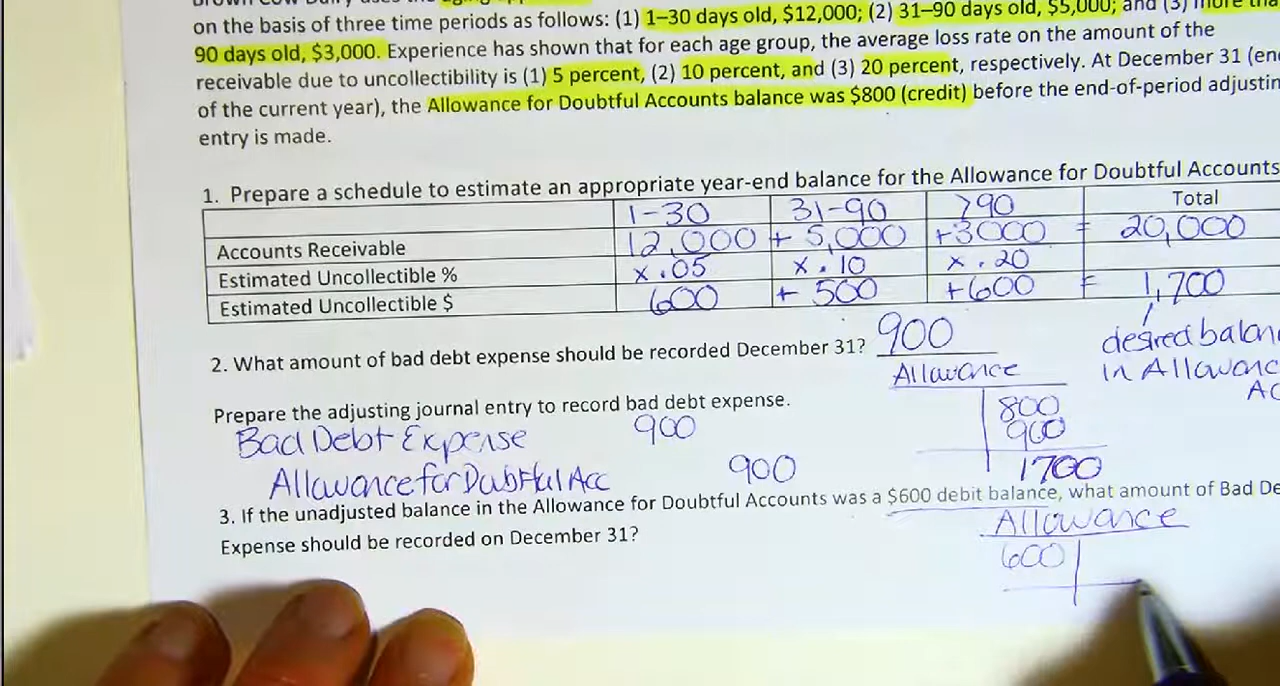 on the basis of three time periods as follows: (1) 1–30 days old, $12,000; (2) 31–90 days old, $5,000; and (3) more tha
90 days old, $3,000. Experience has shown that for each age group, the average loss rate on the amount of the
receivable due to uncollectibility is (1) 5 percent, (2) 10 percent, and (3) 20 percent, respectively. At December 31 (en
of the current year), the Allowance for Doubtful Accounts balance was $800 (credit) before the end-of-period adjustin
entry is made.
1. Prepare a schedule to estimate an appropriate year-end balance for the Allowance for Doubtful Accounts
1-30 31-90 >90 Total
Accounts Receivable 12,000 + 5,000 +3000 = 20,000
Estimated Uncollectible % x .05 x .10 x .20
Estimated Uncollectible $ 600 + 500 +600 = 1,700
desired balan
in Allowanc
AC
2. What amount of bad debt expense should be recorded December 31? 900
Allowance
800
900
1700
Prepare the adjusting journal entry to record bad debt expense.
Bad Debt Expense 900
Allowance for Doubtful Acc 900
3. If the unadjusted balance in the Allowance for Doubtful Accounts was a $600 debit balance, what amount of Bad De
Expense should be recorded on December 31?
Allowance
600